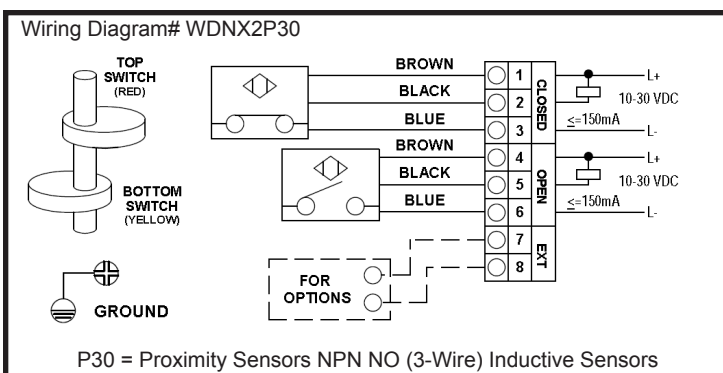 Wiring Diagram# WDNX2P30
TOP
SWITCH
(RED)
BOTTOM
SWITCH
(YELLOW)
GROUND
BROWN
BLACK
BLUE
BROWN
BLACK
BLUE
FOR
OPTIONS
1
2
3
4
5
6
7
8
CLOSED
OPEN
EXT
L+
10-30 VDC
<=150mA
L-
L+
10-30 VDC
<=150mA
L-
P30 = Proximity Sensors NPN NO (3-Wire) Inductive Sensors